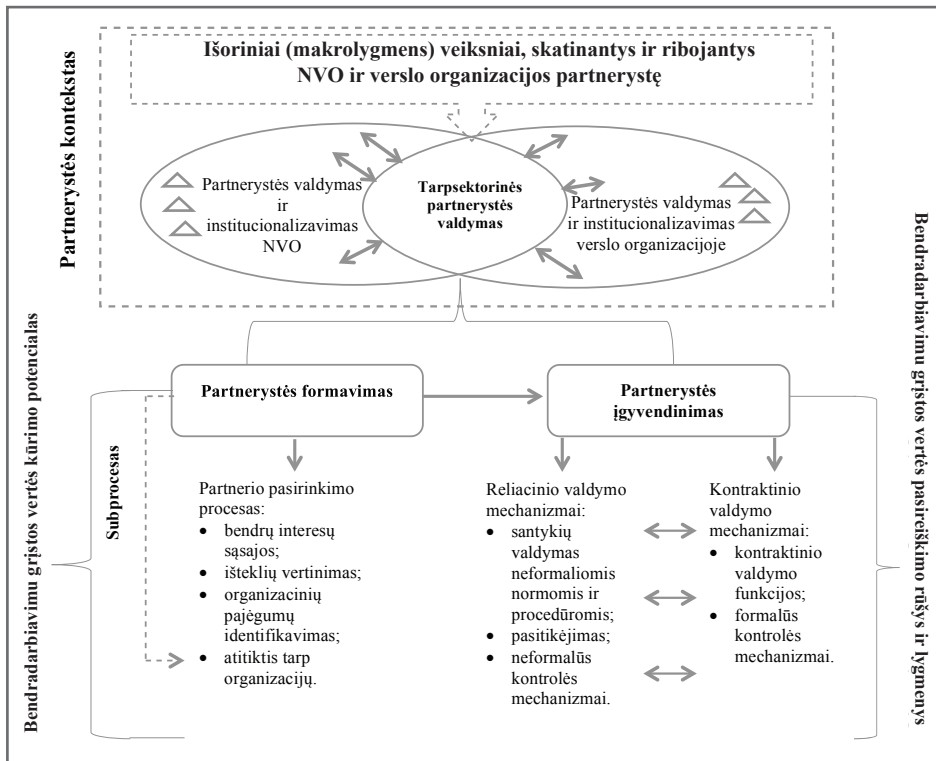 Išoriniai (makrolygmens) veiksniai, skatinantys ir ribojantys
NVO ir verslo organizacijos partnerystę
Partnerystės kontekstas
Partnerystės valdymas
ir
institucionalizavimas
NVO
Tarpsektorinės
partnerystės
valdymas
Partnerystės valdymas
ir institucionalizavimas
verslo organizacijoje
Bendradarbiavimu grįstos vertės kūrimo potencialas
Subprocesas
Partnerystės formavimas
Partnerystės
įgyvendinimas
Partnerio pasirinkimo
procesas:
• bendrų interesų
sąsajos;
• išteklių vertinimas;
• organizacinių
pajėgumų
identifikavimas;
• atitiktis tarp
organizacijų.
Reliacinio valdymo
mechanizmai:
• santykių
valdymas
neformaliomis
normomis ir
procedūromis;
• pasitikėjimas;
• neformalūs
kontrolės
mechanizmai.
Kontraktinio
valdymo
mechanizmai:
• kontraktinio
valdymo
funkcijos;
• formalūs
kontrolės
mechanizmai.
Bendradarbiavimu grįstos vertės pasireiškimo rūšys ir lygmenys